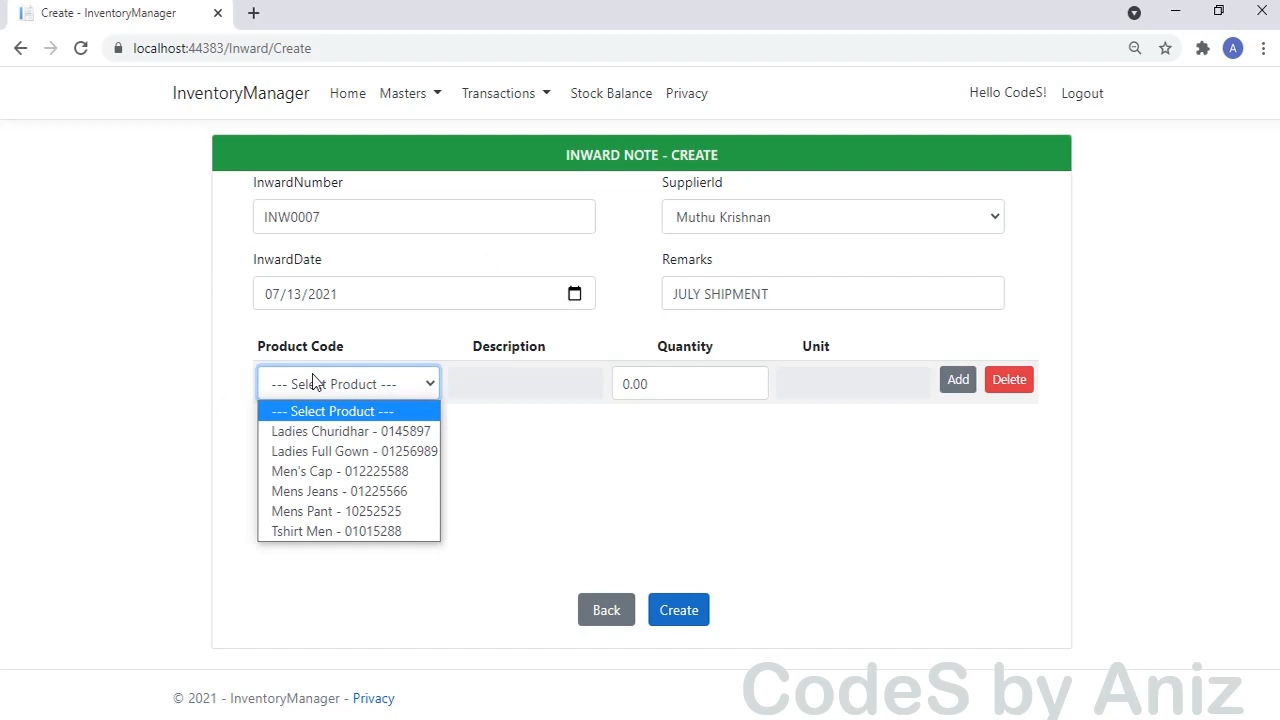 Create - InventoryManager
localhost:44383/Inward/Create
A
InventoryManager Home Masters Transactions Stock Balance Privacy Hello CodeS! Logout
INWARD NOTE - CREATE
InwardNumber SupplierId
INW0007 Muthu Krishnan
InwardDate Remarks
07/13/2021 JULY SHIPMENT
Product Code Description Quantity Unit
--- Select Product --- 0.00 Add Delete
--- Select Product ---
Ladies Churidhar - 0145897
Ladies Full Gown - 01256989
Men's Cap - 012225588
Mens Jeans - 01225566
Mens Pant - 10252525
Tshirt Men - 01015288
Back Create
© 2021 - InventoryManager - Privacy
CodeS by Aniz